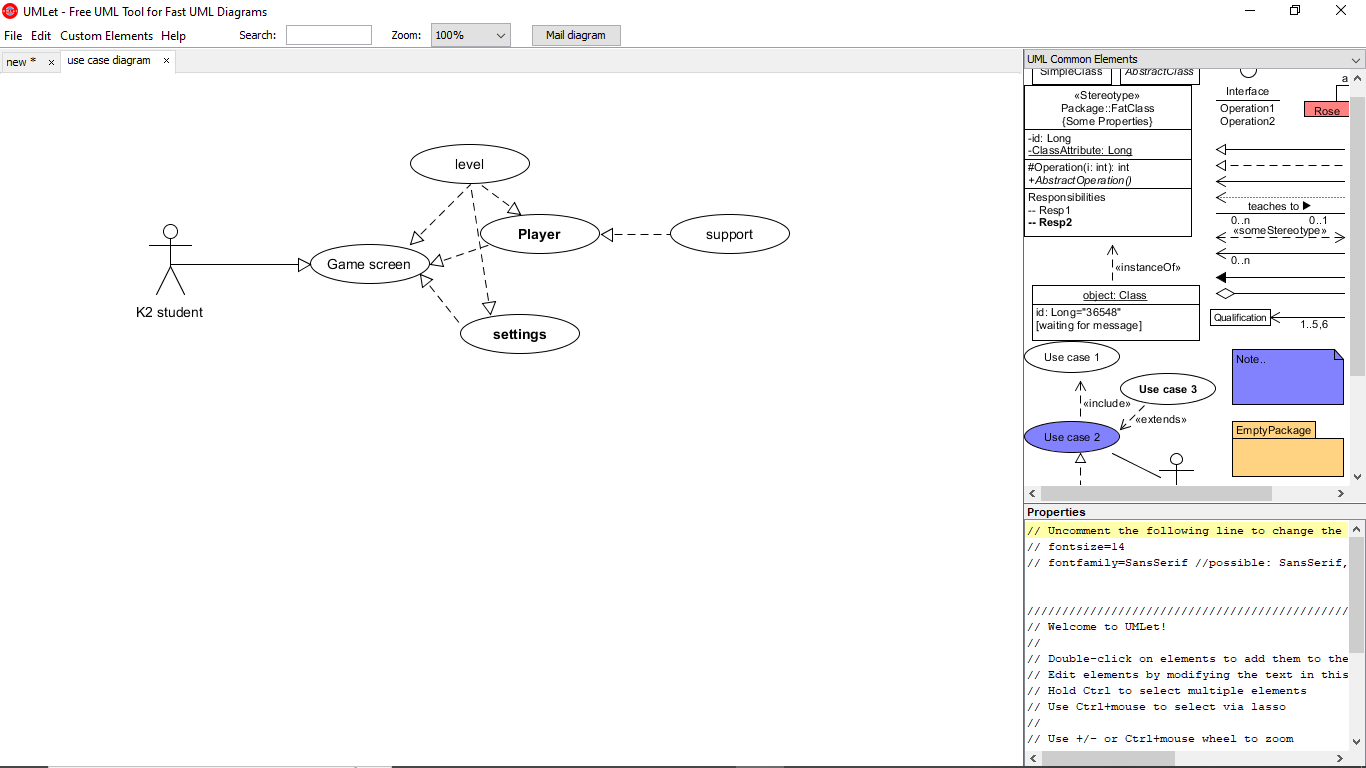 UMLet - Free UML Tool for Fast UML Diagrams
File Edit Custom Elements Help Search: Zoom: 100% Mail diagram
new * × use case diagram ×
level
Player
support
Game screen
K2 student
settings
UML Common Elements
SimpleClass AbstractClass
«Stereotype»
Package::FatClass
{Some Properties}
-id: Long
-ClassAttribute: Long
#Operation(i: int): int
+AbstractOperation()
Responsibilities
-- Resp1
-- Resp2
Interface
Operation1
Operation2
a
Rose
teaches to ▶
0..n 0..1
«someStereotype»
0..n
«instanceOf»
object: Class
id: Long="36548"
[waiting for message]
Qualification
1..5,6
Use case 1
Use case 3
«include»
«extends»
Use case 2
Note..
EmptyPackage
Properties
// Uncomment the following line to change the
// fontsize=14
// fontfamily=SansSerif //possible: SansSerif,
//////////////////////////////////////////////
// Welcome to UMLet!
//
// Double-click on elements to add them to the
// Edit elements by modifying the text in this
// Hold Ctrl to select multiple elements
// Use Ctrl+mouse to select via lasso
//
// Use +/- or Ctrl+mouse wheel to zoom